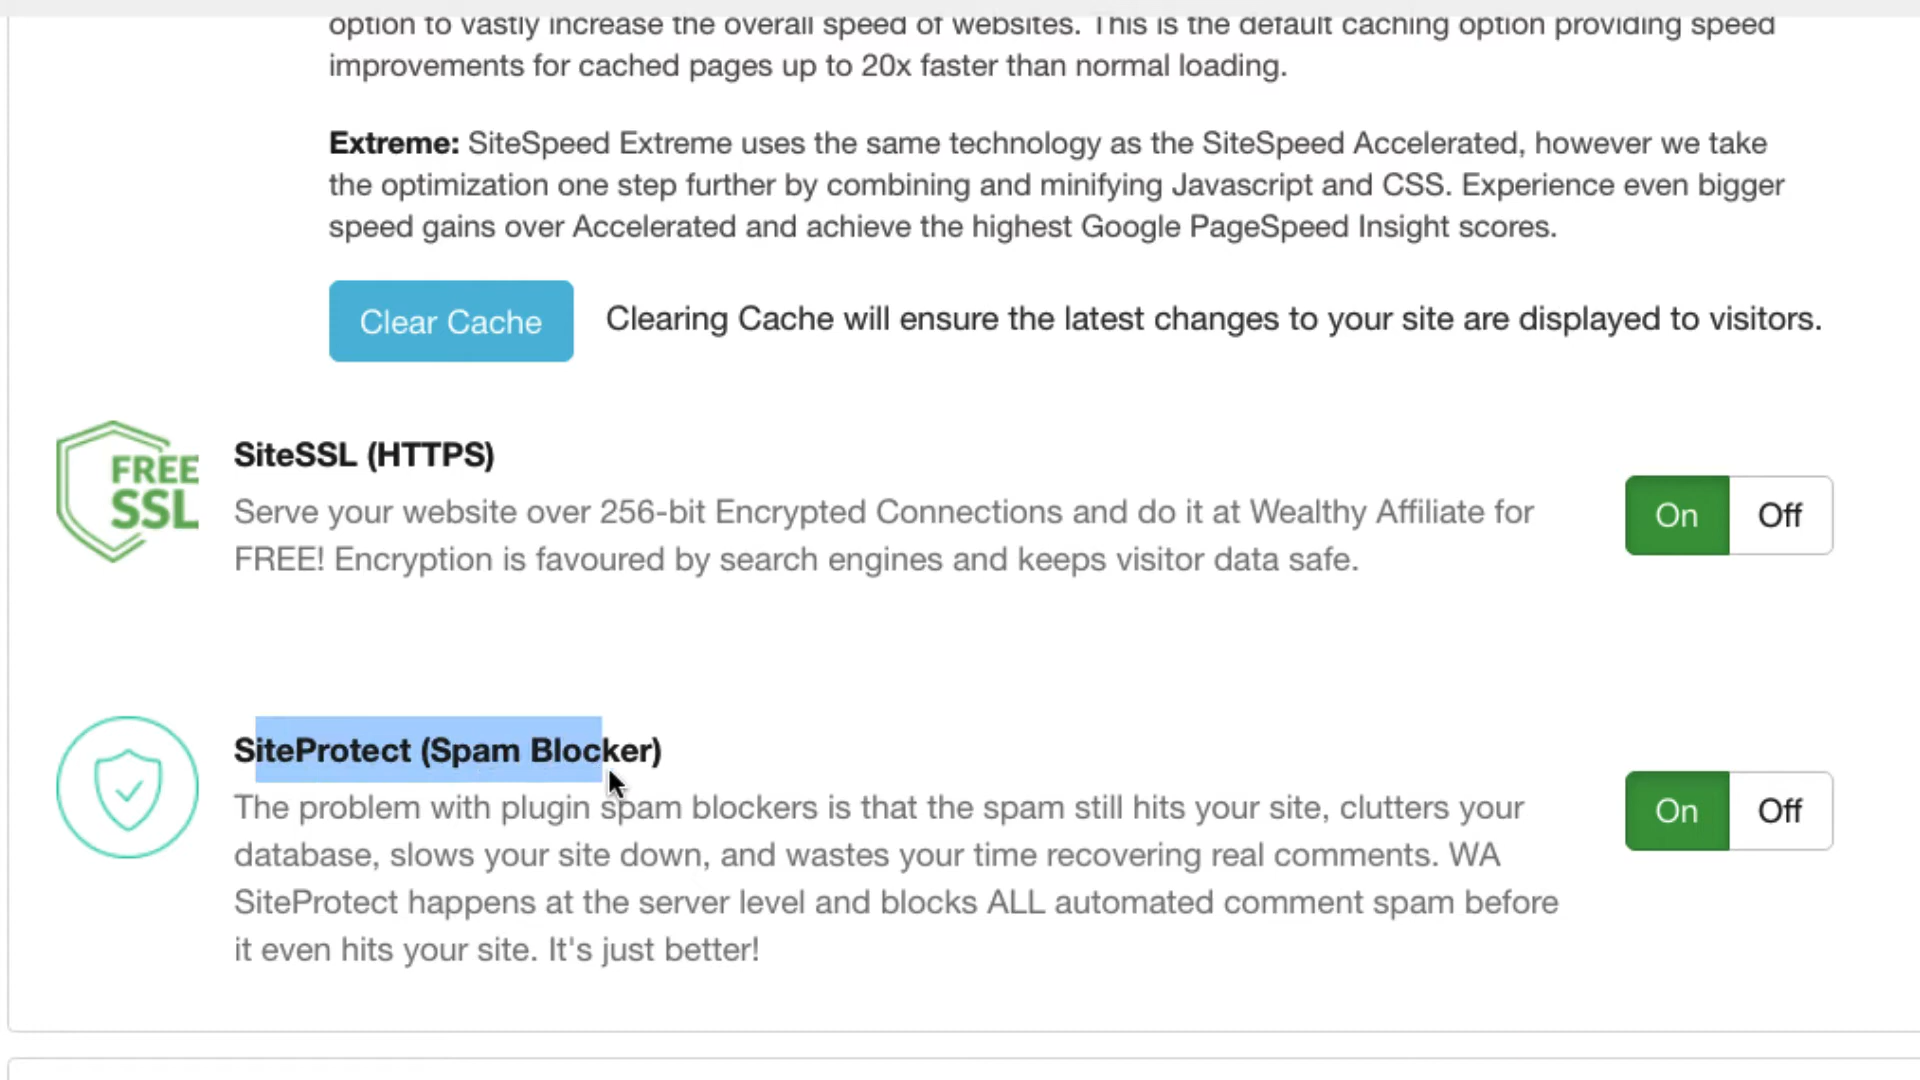 option to vastly increase the overall speed of websites. This is the default caching option providing speed
improvements for cached pages up to 20x faster than normal loading.
Extreme: SiteSpeed Extreme uses the same technology as the SiteSpeed Accelerated, however we take
the optimization one step further by combining and minifying Javascript and CSS. Experience even bigger
speed gains over Accelerated and achieve the highest Google PageSpeed Insight scores.
Clear Cache
Clearing Cache will ensure the latest changes to your site are displayed to visitors.
FREE
SSL
SiteSSL (HTTPS)
Serve your website over 256-bit Encrypted Connections and do it at Wealthy Affiliate for
FREE! Encryption is favoured by search engines and keeps visitor data safe.
On
Off
SiteProtect (Spam Blocker)
The problem with plugin spam blockers is that the spam still hits your site, clutters your
database, slows your site down, and wastes your time recovering real comments. WA
SiteProtect happens at the server level and blocks ALL automated comment spam before
it even hits your site. It's just better!
On
Off